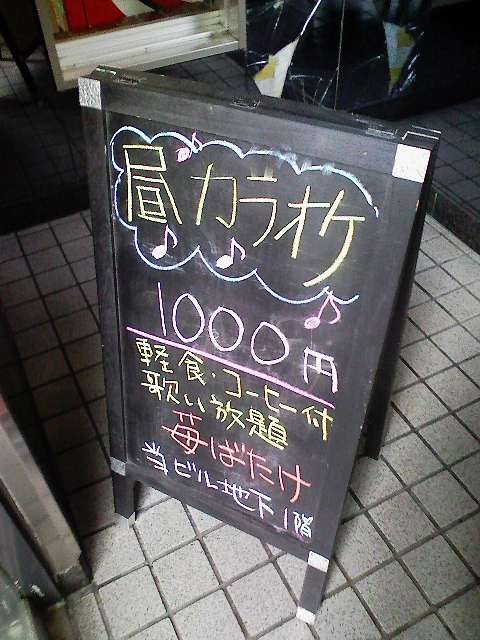 昼カラオケ
1000円
軽食・コーヒー付
歌い放題
苺ばたけ
当ビル地下1階